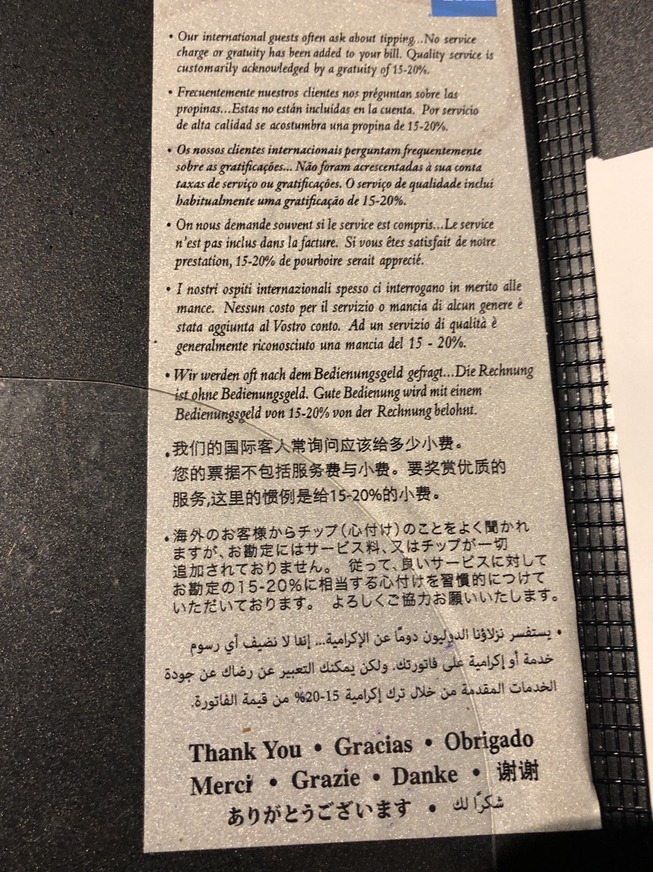 • Our international guests often ask about tipping...No service
charge or gratuity has been added to your bill. Quality service is
customarily acknowledged by a gratuity of 15-20%.
• Frecuentemente nuestros clientes nos préguntan sobre las
propinas...Estas no están incluidas en la cuenta. Por servicio
de alta calidad se acostumbra una propina de 15-20%.
• Os nossos clientes internacionais perguntam frequentemente
sobre as gratificações... Não foram acrescentadas à sua conta
taxas de serviço ou gratificações. O serviço de qualidade inclui
habitualmente uma gratificação de 15-20%.
• On nous demande souvent si le service est compris...Le service
n'est pas inclus dans la facture. Si vous êtes satisfait de notre
prestation, 15-20% de pourboire serait apprecié.
• I nostri ospiti internazionali spesso ci interrogano in merito alle
mance. Nessun costo per il servizio o mancia di alcun genere è
stata aggiunta al Vostro conto. Ad un servizio di qualità è
generalmente riconosciuto una mancia del 15 - 20%.
• Wir werden oft nach dem Bedienungsgeld gefragt...Die Rechnung
ist ohne Bedienungsgeld. Gute Bedienung wird mit einem
Bedienungsgeld von 15-20% von der Rechnung belohnt.
• 我们的国际客人常询问应该给多少小费。
您的票据不包括服务费与小费。要奖赏优质的
服务,这里的惯例是给15-20%的小费。
• 海外のお客様からチップ(心付け)のことをよく聞かれ
ますが、お勘定にはサービス料、又はチップが一切
追加されておりません。 従って、良いサービスに対して
お勘定の15-20%に相当する心付けを習慣的につけて
いただいております。 よろしくご協力お願いいたします。
• يستفسر نزلاؤنا الدوليون دومًا عن الإكرامية... إننا لا نضيف أي رسوم
خدمة أو إكرامية على فاتورتك. ولكن يمكنك التعبير عن رضاك عن جودة
الخدمات المقدمة من خلال ترك إكرامية 15-20% من قيمة الفاتورة.
Thank You • Gracias • Obrigado
Merci • Grazie • Danke • 谢谢
ありがとうございます • شكرًا لك